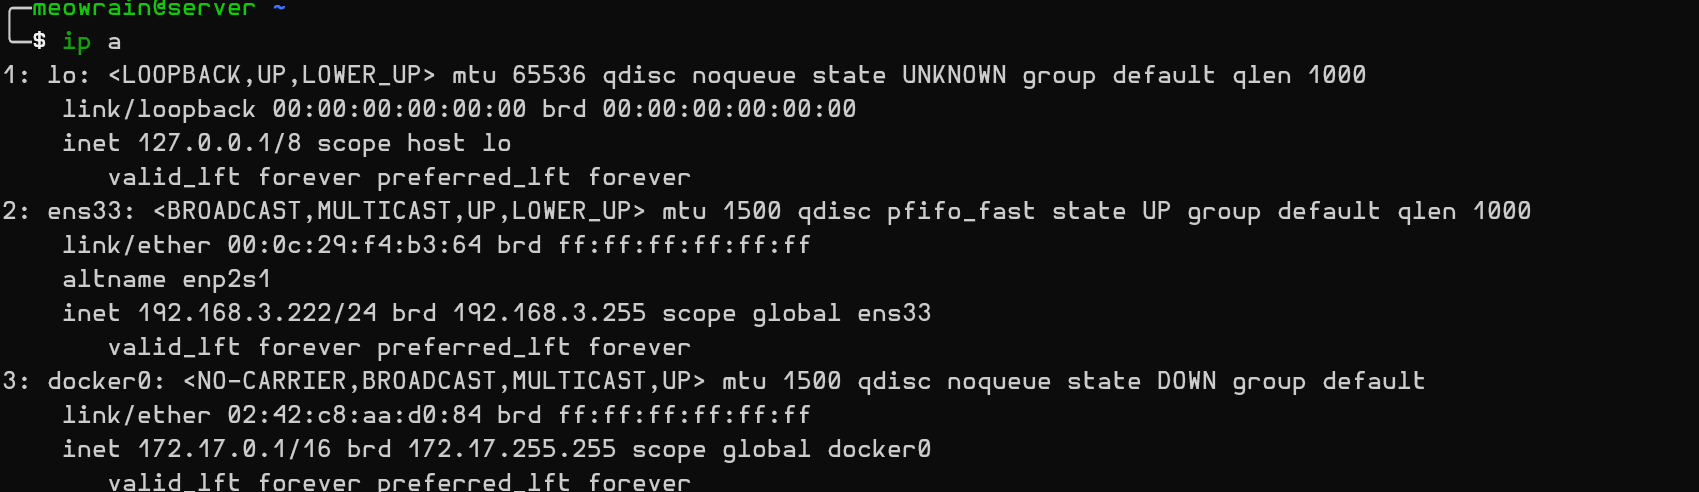 meowrain@server ~
$ ip a
1: lo: <LOOPBACK,UP,LOWER_UP> mtu 65536 qdisc noqueue state UNKNOWN group default qlen 1000
link/loopback 00:00:00:00:00:00 brd 00:00:00:00:00:00
inet 127.0.0.1/8 scope host lo
valid_lft forever preferred_lft forever
2: ens33: <BROADCAST,MULTICAST,UP,LOWER_UP> mtu 1500 qdisc pfifo_fast state UP group default qlen 1000
link/ether 00:0c:29:f4:b3:64 brd ff:ff:ff:ff:ff:ff
altname enp2s1
inet 192.168.3.222/24 brd 192.168.3.255 scope global ens33
valid_lft forever preferred_lft forever
3: docker0: <NO-CARRIER,BROADCAST,MULTICAST,UP> mtu 1500 qdisc noqueue state DOWN group default
link/ether 02:42:c8:aa:d0:84 brd ff:ff:ff:ff:ff:ff
inet 172.17.0.1/16 brd 172.17.255.255 scope global docker0
valid_lft forever preferred_lft forever